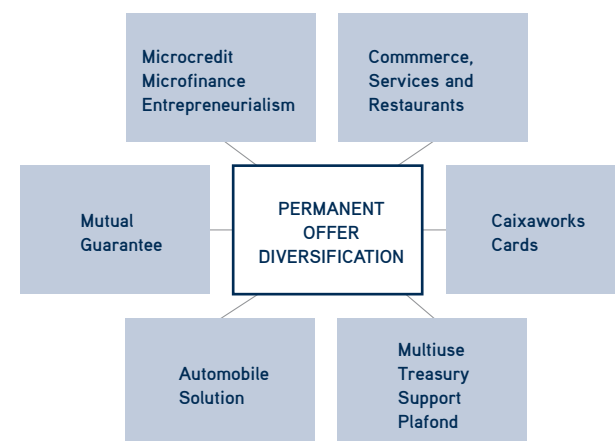 Microcredit
Microfinance
Entrepreneurialism
Commmerce,
Services and
Restaurants
Mutual
Guarantee
PERMANENT
OFFER
DIVERSIFICATION
Caixaworks
Cards
Automobile
Solution
Multiuse
Treasury
Support
Plafond